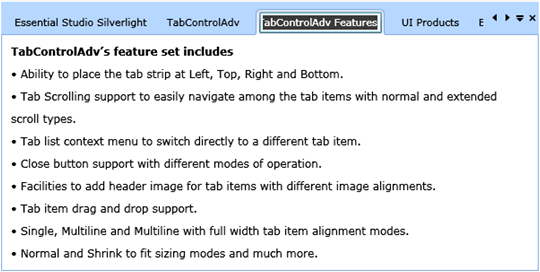 Essential Studio Silverlight TabControlAdv abControlAdv Features UI Products E
TabControlAdv's feature set includes
• Ability to place the tab strip at Left, Top, Right and Bottom.
• Tab Scrolling support to easily navigate among the tab items with normal and extended
scroll types.
• Tab list context menu to switch directly to a different tab item.
• Close button support with different modes of operation.
• Facilities to add header image for tab items with different image alignments.
• Tab item drag and drop support.
• Single, Multiline and Multiline with full width tab item alignment modes.
• Normal and Shrink to fit sizing modes and much more.